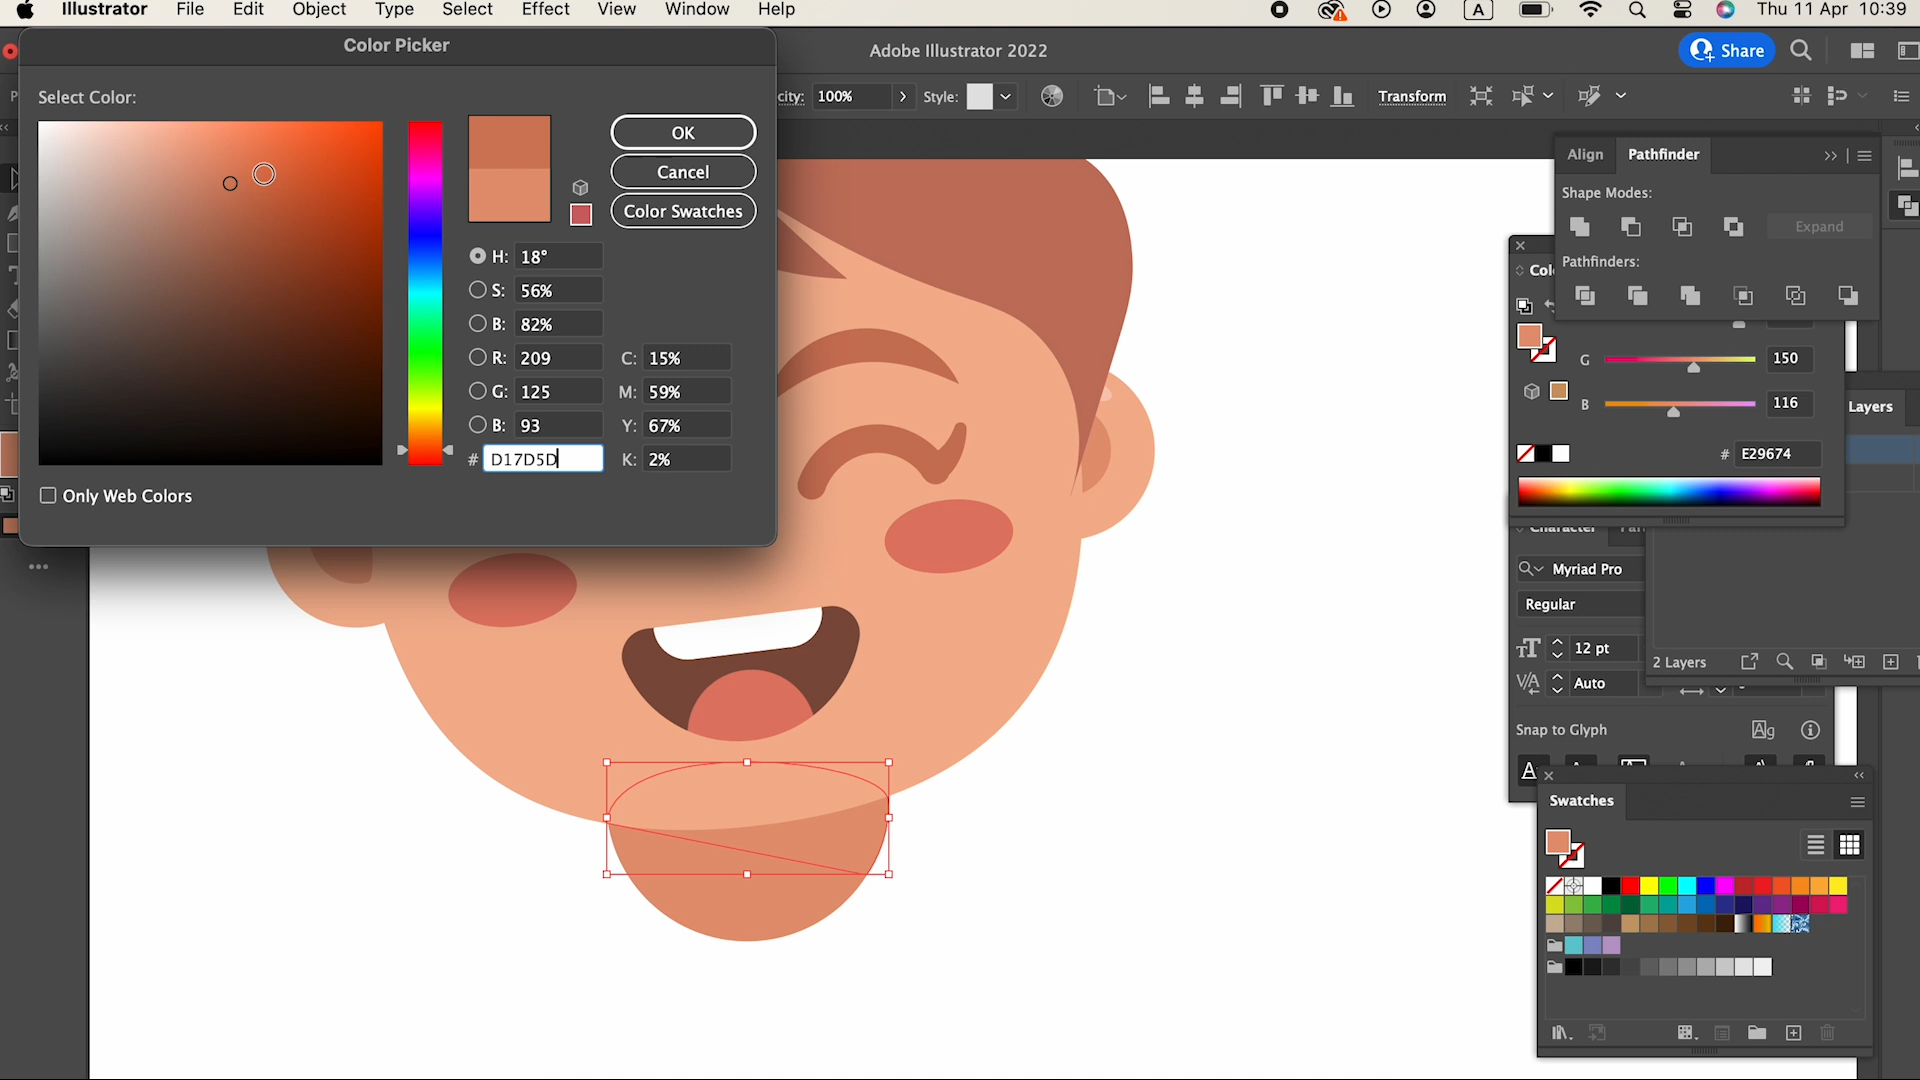 Illustrator File Edit Object Type Select Effect View Window Help A Thu 11 Apr 10:39
Color Picker
Adobe Illustrator 2022
Share
Select Color:
city: 100% Style: Transform
OK
Cancel
Color Swatches
H: 18°
S: 56%
B: 82%
R: 209 C: 15%
G: 125 M: 59%
B: 93 Y: 67%
# D17D5D K: 2%
Only Web Colors
Align Pathfinder
Shape Modes:
Expand
Pathfinders:
G 150
B 116
# E29674
Layers
Character
Myriad Pro
Regular
12 pt
Auto
2 Layers
Snap to Glyph
Swatches